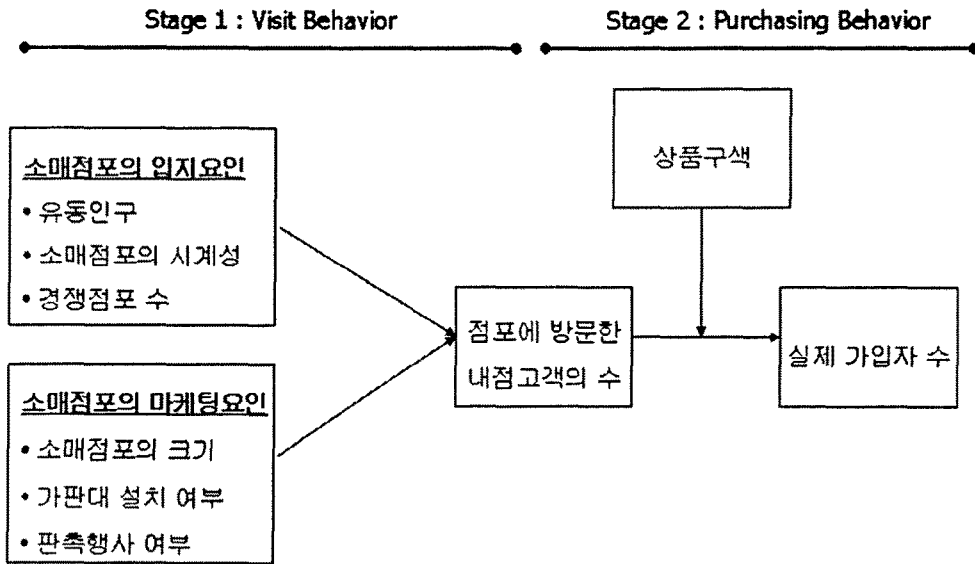 Stage 1 : Visit Behavior
Stage 2 : Purchasing Behavior
소매점포의 입지요인
• 유동인구
• 소매점포의 시계성
• 경쟁점포 수
소매점포의 마케팅요인
• 소매점포의 크기
• 가판대 설치 여부
• 판촉행사 여부
점포에 방문한
내점고객의 수
상품구색
실제 가입자 수